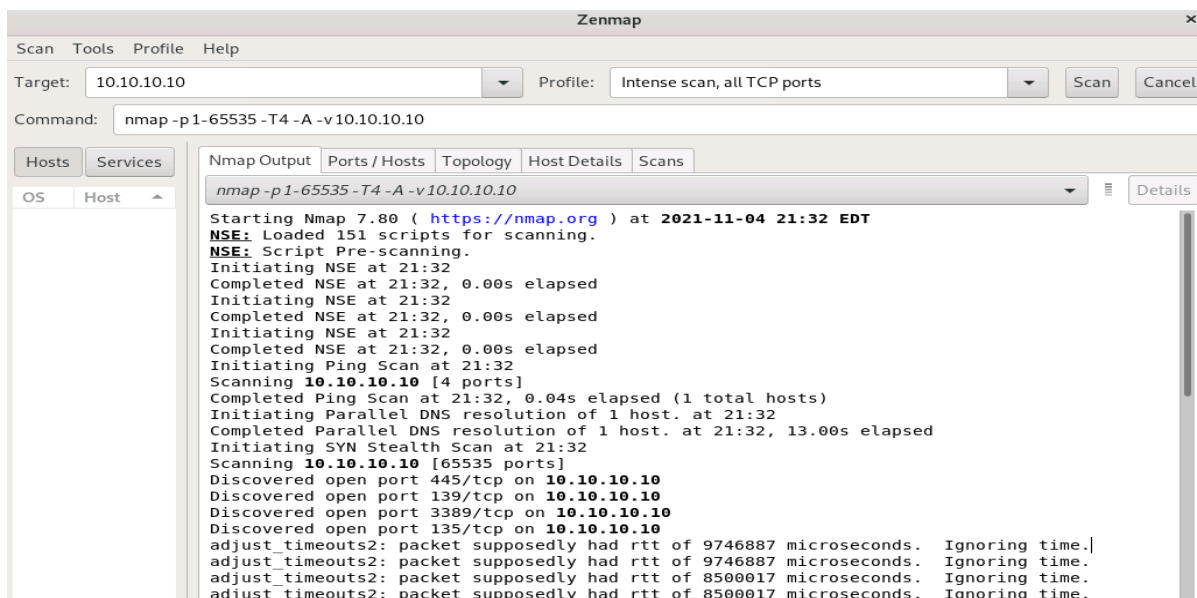 Zenmap
×
Scan Tools Profile Help
Target: 10.10.10.10 Profile: Intense scan, all TCP ports Scan Cancel
Command: nmap -p 1-65535 -T4 -A -v 10.10.10.10
Hosts Services Nmap Output Ports / Hosts Topology Host Details Scans
nmap -p 1-65535 -T4 -A -v 10.10.10.10 Details
OS Host
Starting Nmap 7.80 ( https://nmap.org ) at 2021-11-04 21:32 EDT
NSE: Loaded 151 scripts for scanning.
NSE: Script Pre-scanning.
Initiating NSE at 21:32
Completed NSE at 21:32, 0.00s elapsed
Initiating NSE at 21:32
Completed NSE at 21:32, 0.00s elapsed
Initiating NSE at 21:32
Completed NSE at 21:32, 0.00s elapsed
Initiating Ping Scan at 21:32
Scanning 10.10.10.10 [4 ports]
Completed Ping Scan at 21:32, 0.04s elapsed (1 total hosts)
Initiating Parallel DNS resolution of 1 host. at 21:32
Completed Parallel DNS resolution of 1 host. at 21:32, 13.00s elapsed
Initiating SYN Stealth Scan at 21:32
Scanning 10.10.10.10 [65535 ports]
Discovered open port 445/tcp on 10.10.10.10
Discovered open port 139/tcp on 10.10.10.10
Discovered open port 3389/tcp on 10.10.10.10
Discovered open port 135/tcp on 10.10.10.10
adjust_timeouts2: packet supposedly had rtt of 9746887 microseconds.  Ignoring time.
adjust_timeouts2: packet supposedly had rtt of 9746887 microseconds.  Ignoring time.
adjust_timeouts2: packet supposedly had rtt of 8500017 microseconds.  Ignoring time.
adjust_timeouts2: packet supposedly had rtt of 8500017 microseconds.  Ignoring time.